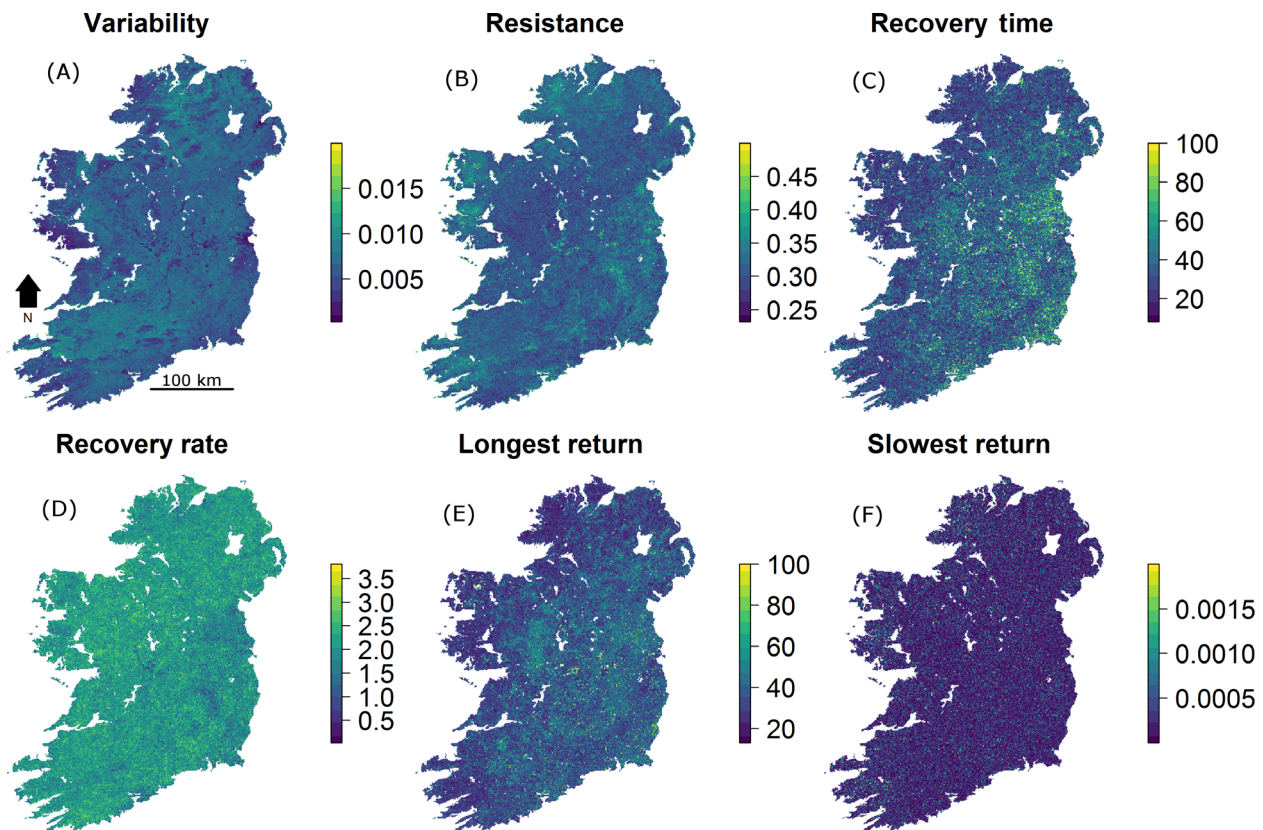 Variability
Resistance
Recovery time
(A)
(B)
(C)
0.015
0.010
0.005
0.45
0.40
0.35
0.30
0.25
100
80
60
40
20
N
100 km
Recovery rate
Longest return
Slowest return
(D)
(E)
(F)
3.5
3.0
2.5
2.0
1.5
1.0
0.5
100
80
60
40
20
0.0015
0.0010
0.0005